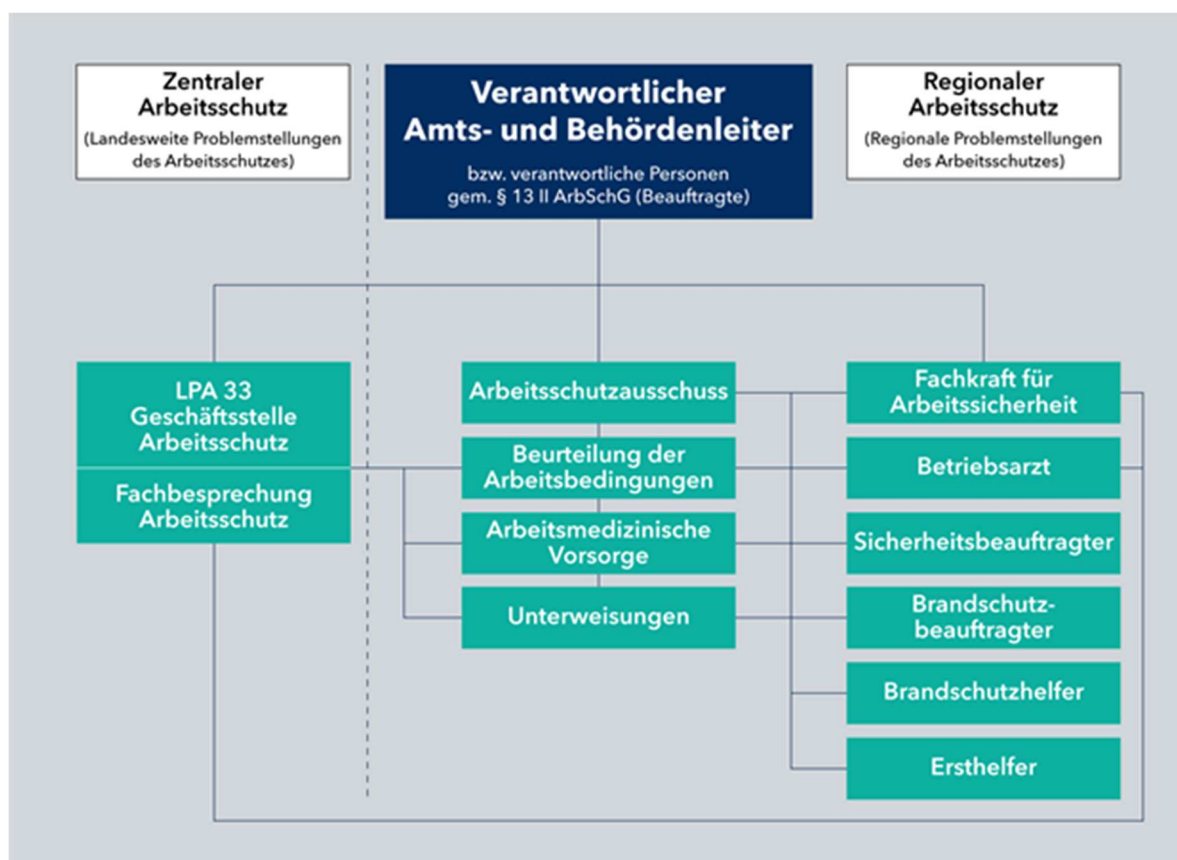 Zentraler
Arbeitsschutz
(Landesweite Problemstellungen
des Arbeitsschutzes)
Verantwortlicher
Amts- und Behördenleiter
bzw. verantwortliche Personen
gem. § 13 II ArbSchG (Beauftragte)
Regionaler
Arbeitsschutz
(Regionale Problemstellungen
des Arbeitsschutzes)
LPA 33
Geschäftsstelle
Arbeitsschutz
Fachbesprechung
Arbeitsschutz
Arbeitsschutzausschuss
Beurteilung der
Arbeitsbedingungen
Arbeitsmedizinische
Vorsorge
Unterweisungen
Fachkraft für
Arbeitssicherheit
Betriebsarzt
Sicherheitsbeauftragter
Brandschutz-
beauftragter
Brandschutzhelfer
Ersthelfer